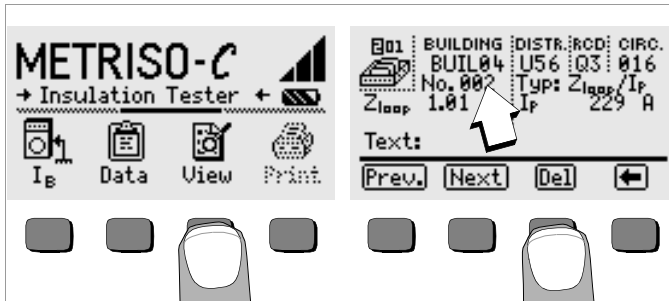 METRISO-C
→ Insulation Tester ←
IB Data View Print
201 BUILDING DISTR. RCD CIRC.
BUIL04 U56 Q3 016
No. 002 Typ: Zloop/IP
Zloop 1.01 IP 229 A
Text:
Prev. Next Del ←